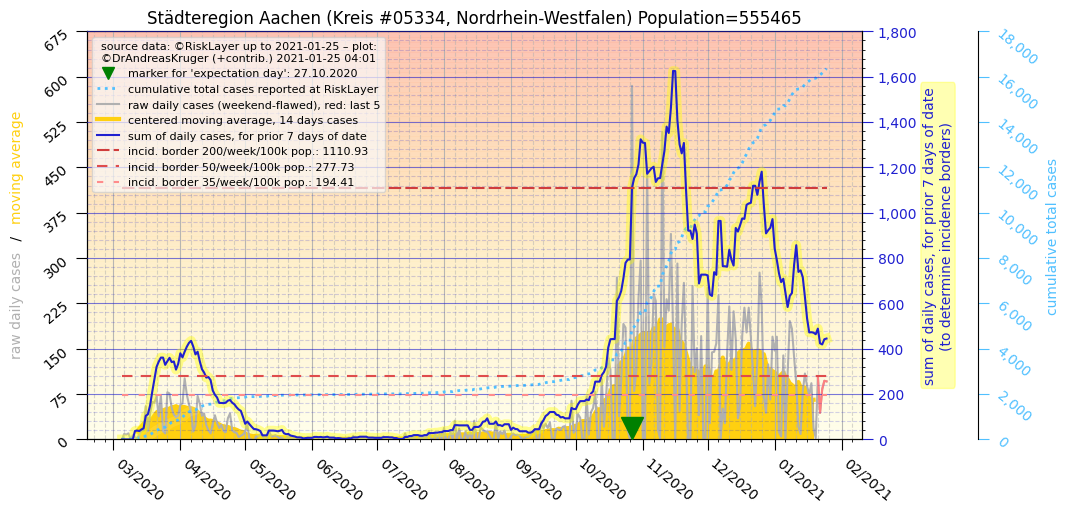 Städteregion Aachen (Kreis #05334, Nordrhein-Westfalen) Population=555465
source data: ©RiskLayer up to 2021-01-25 – plot:
©DrAndreasKruger (+contrib.) 2021-01-25 04:01
marker for 'expectation day': 27.10.2020
cumulative total cases reported at RiskLayer
raw daily cases (weekend-flawed), red: last 5
centered moving average, 14 days cases
sum of daily cases, for prior 7 days of date
incid. border 200/week/100k pop.: 1110.93
incid. border 50/week/100k pop.: 277.73
incid. border 35/week/100k pop.: 194.41
raw daily cases / moving average
675
600
525
450
375
300
225
150
75
0
03/2020
04/2020
05/2020
06/2020
07/2020
08/2020
09/2020
10/2020
11/2020
12/2020
01/2021
02/2021
1,800
1,600
1,400
1,200
1,000
800
600
400
200
0
sum of daily cases, for prior 7 days of date
(to determine incidence borders)
18,000
16,000
14,000
12,000
10,000
8,000
6,000
4,000
2,000
0
cumulative total cases